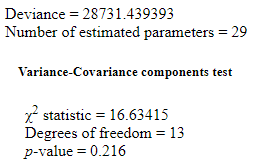 Deviance = 28731.439393
Number of estimated parameters = 29
Variance-Covariance components test
χ² statistic = 16.63415
Degrees of freedom = 13
p-value = 0.216